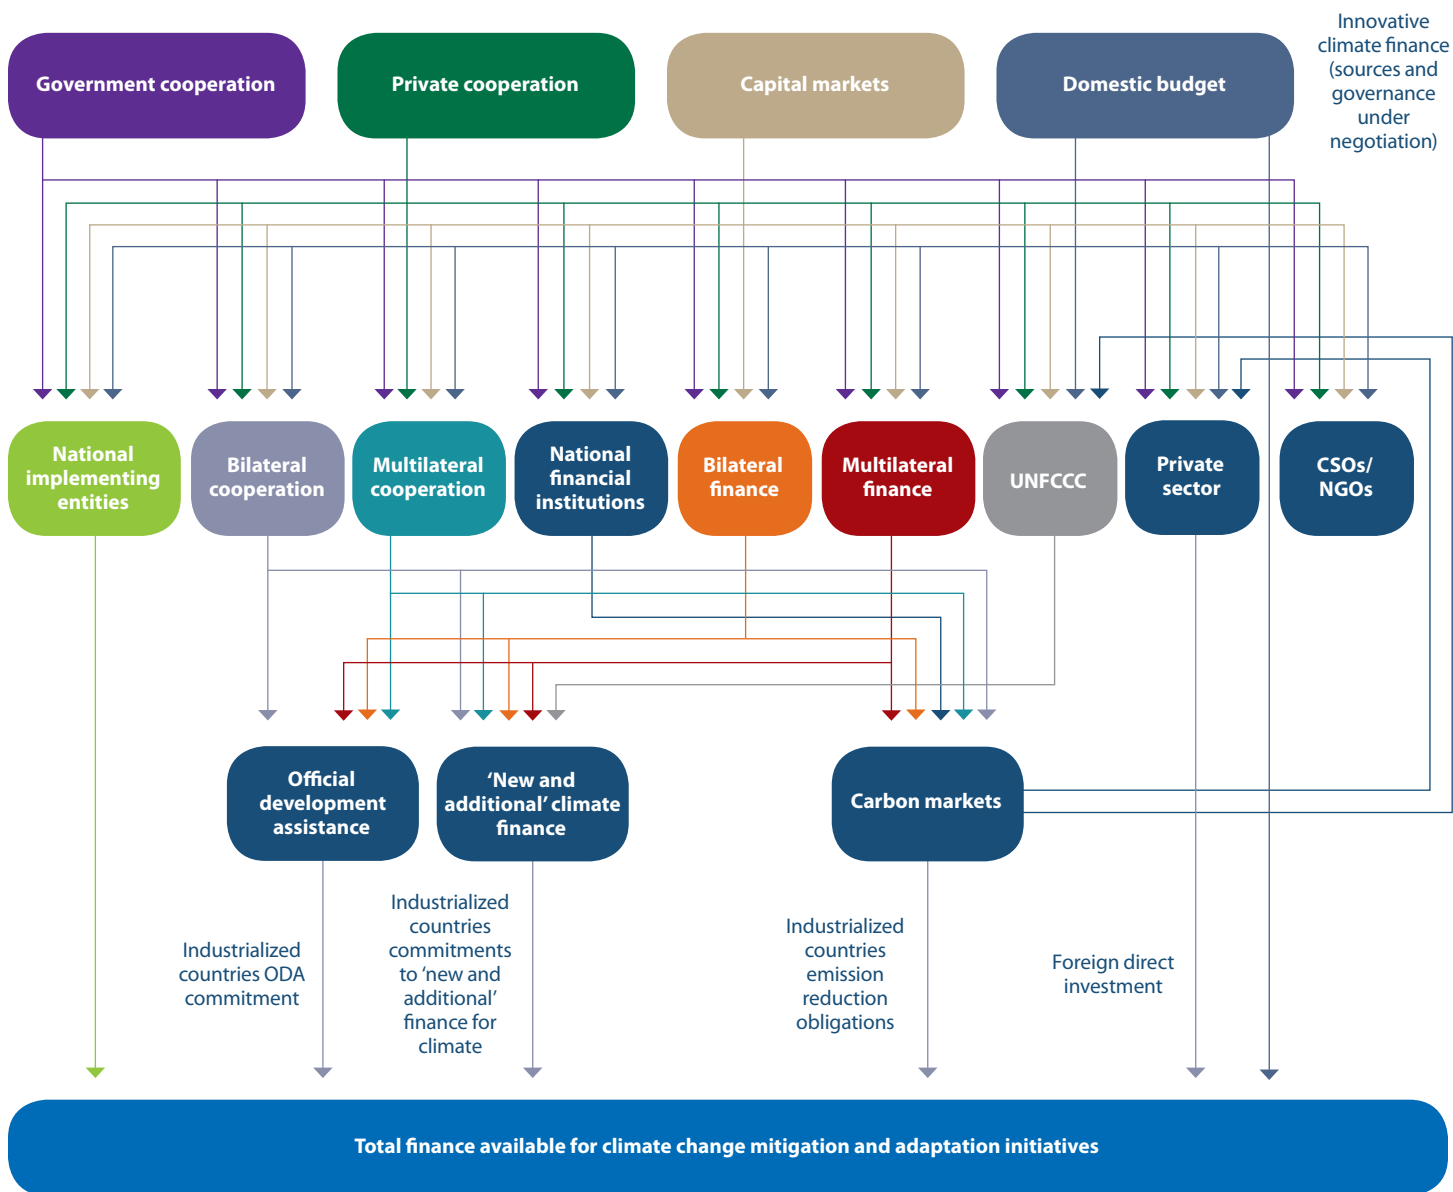 Government cooperation
Private cooperation
Capital markets
Domestic budget
Innovative
climate finance
(sources and
governance
under
negotiation)
National
implementing
entities
Bilateral
cooperation
Multilateral
cooperation
National
financial
institutions
Bilateral
finance
Multilateral
finance
UNFCCC
Private
sector
CSOs/
NGOs
Official
development
assistance
‘New and
additional’ climate
finance
Carbon markets
Industrialized
countries ODA
commitment
Industrialized
countries
commitments
to ‘new and
additional’
finance for
climate
Industrialized
countries
emission
reduction
obligations
Foreign direct
investment
Total finance available for climate change mitigation and adaptation initiatives